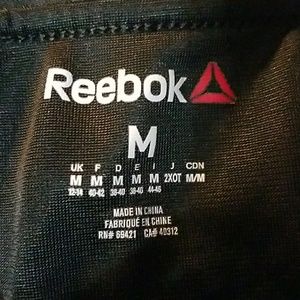 Reebok
M
UK F D E I J CDN
M M M M M 2XOT M/M
12-14 40-42 38-40 38-40 44-46
MADE IN CHINA
FABRIQUÉ EN CHINE
RN# 69421 CA# 40312